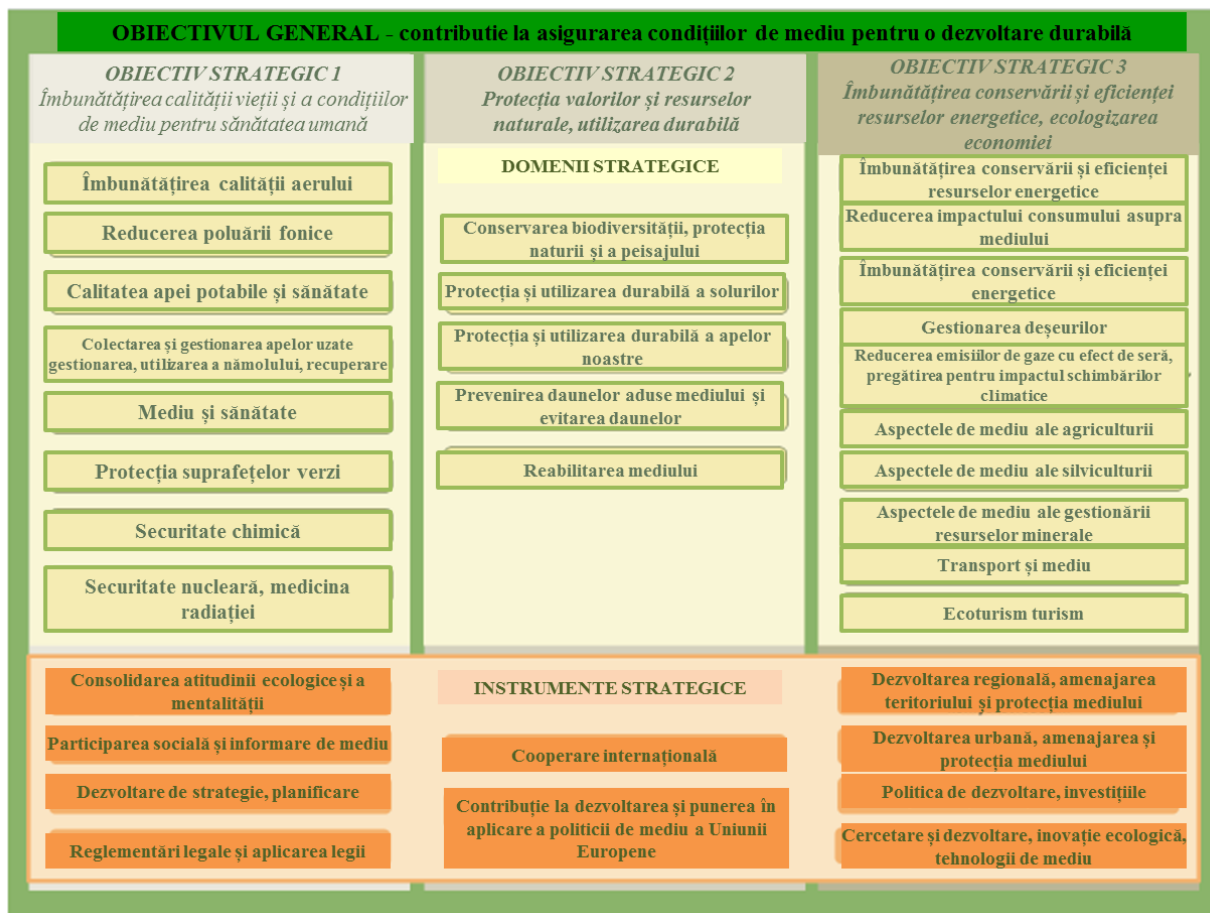 OBIECTIVUL GENERAL - contributie la asigurarea condițiilor de mediu pentru o dezvoltare durabilă
OBIECTIV STRATEGIC 1
Îmbunătățirea calității vieții și a condițiilor
de mediu pentru sănătatea umană
Îmbunătățirea calității aerului
Reducerea poluării fonice
Calitatea apei potabile și sănătate
Colectarea și gestionarea apelor uzate
gestionarea, utilizarea a nămolului, recuperare
Mediu și sănătate
Protecția suprafețelor verzi
Securitate chimică
Securitate nucleară, medicina
radiației
OBIECTIV STRATEGIC 2
Protecția valorilor și resurselor
naturale, utilizarea durabilă
DOMENII STRATEGICE
Conservarea biodiversității, protecția
naturii și a peisajului
Protecția și utilizarea durabilă a solurilor
Protecția și utilizarea durabilă a apelor
noastre
Prevenirea daunelor aduse mediului și
evitarea daunelor
Reabilitarea mediului
OBIECTIV STRATEGIC 3
Îmbunătățirea conservării și eficienței
resurselor energetice, ecologizarea
economiei
Îmbunătățirea conservării și eficienței
resurselor energetice
Reducerea impactului consumului asupra
mediului
Îmbunătățirea conservării și eficienței
energetice
Gestionarea deșeurilor
Reducerea emisiilor de gaze cu efect de seră,
pregătirea pentru impactul schimbărilor
climatice
Aspectele de mediu ale agriculturii
Aspectele de mediu ale silviculturii
Aspectele de mediu ale gestionării
resurselor minerale
Transport și mediu
Ecoturism turism
Consolidarea atitudinii ecologice și a
mentalității
Participarea socială și informare de mediu
Dezvoltare de strategie, planificare
Reglementări legale și aplicarea legii
INSTRUMENTE STRATEGICE
Cooperare internațională
Contribuție la dezvoltarea și punerea în
aplicare a politicii de mediu a Uniunii
Europene
Dezvoltarea regională, amenajarea
teritoriului și protecția mediului
Dezvoltarea urbană, amenajarea și
protecția mediului
Politica de dezvoltare, investițiile
Cercetare și dezvoltare, inovație ecologică,
tehnologii de mediu